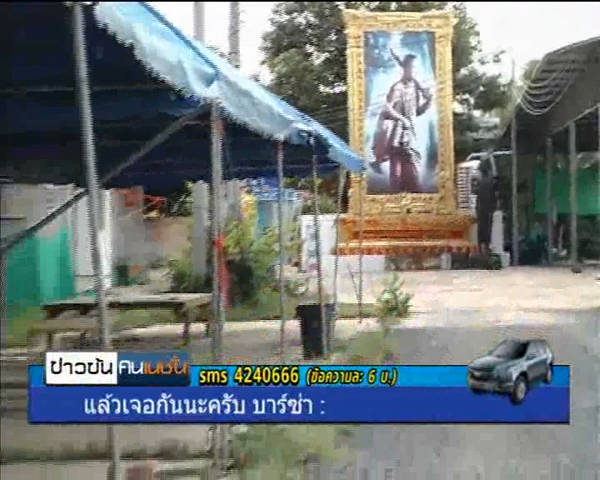 ข่าวข้น คนเนชั่น sms 4240666 (ข้อความละ 6 บ.)
แล้วเจอกันนะครับ บาร์ซ่า :